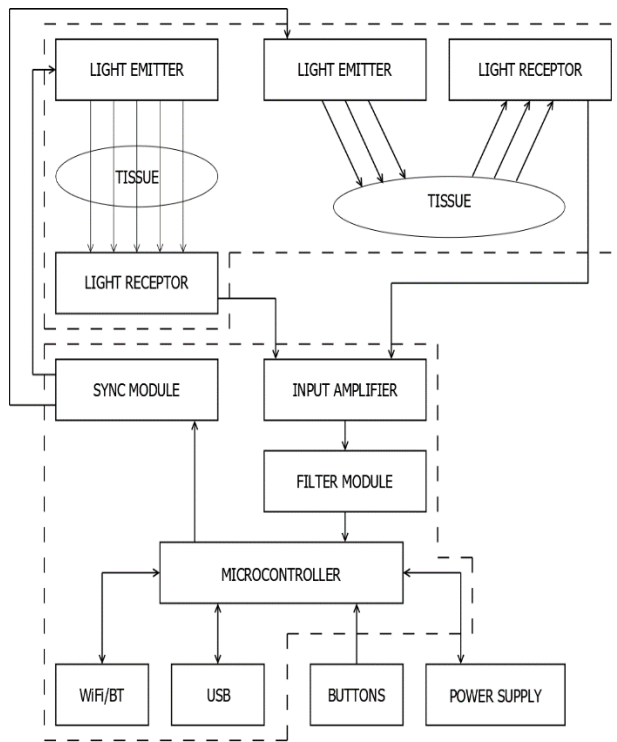 LIGHT EMITTER
LIGHT EMITTER
LIGHT RECEPTOR
TISSUE
TISSUE
LIGHT RECEPTOR
SYNC MODULE
INPUT AMPLIFIER
FILTER MODULE
MICROCONTROLLER
WiFi/BT
USB
BUTTONS
POWER SUPPLY